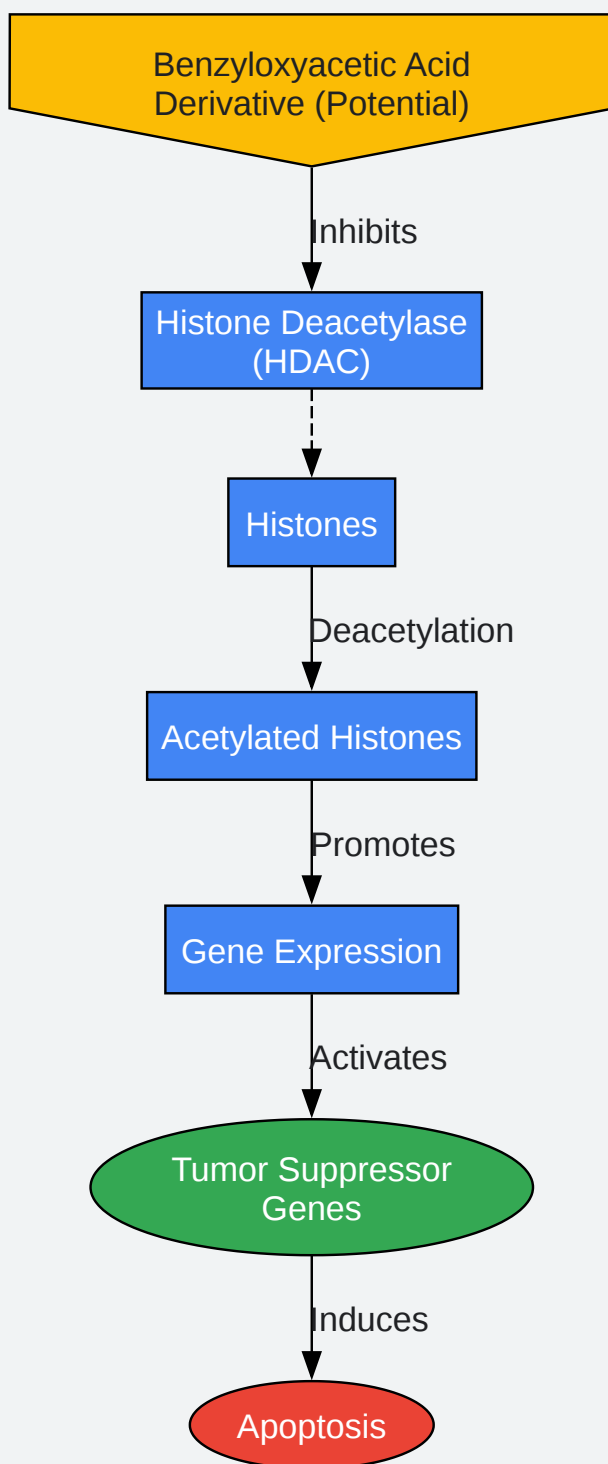 Benzyloxyacetic Acid
Derivative (Potential)
Inhibits
Histone Deacetylase
(HDAC)
Histones
Deacetylation
Acetylated Histones
Promotes
Gene Expression
Activates
Tumor Suppressor
Genes
Induces
Apoptosis